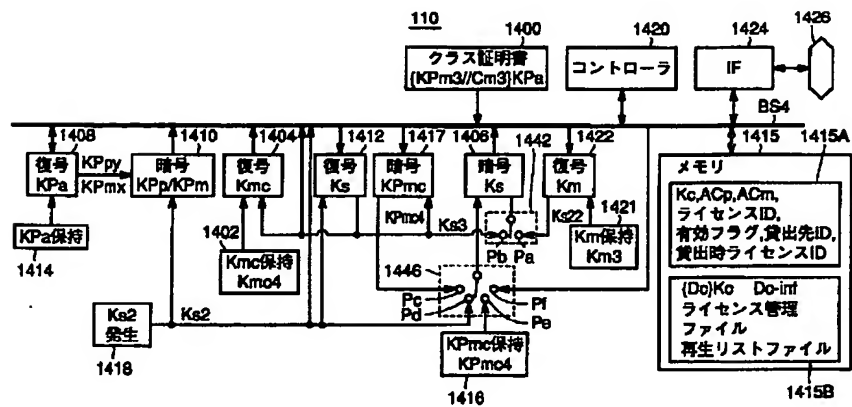 110
1400
1420
1424
1426
クラス証明書
{KPm3//Cm3}KPa
コントローラ
IF
BS4
1408
1410
1404
1412
1417
1406
1442
1422
1415
1415A
復号
KPa
KPpy
KPmx
暗号
KPp/KPm
復号
Kmc
復号
Ks
暗号
KPmc
暗号
Ks
復号
Km
メモリ
Kc,ACp,ACm,
ライセンスID,
有効フラグ,貸出先ID,
貸出時ライセンスID
KPmc4
Ks3
Ks22
1421
KPa保持
1414
1402
Kmc保持
Kmc4
Pb
Pa
Km保持
Km3
1446
Pc
Pd
Pf
Pe
{Dc}Kc Dc-inf
ライセンス管理
ファイル
再生リストファイル
Ks2
発生
Ks2
1418
KPmc保持
KPmc4
1416
1415B